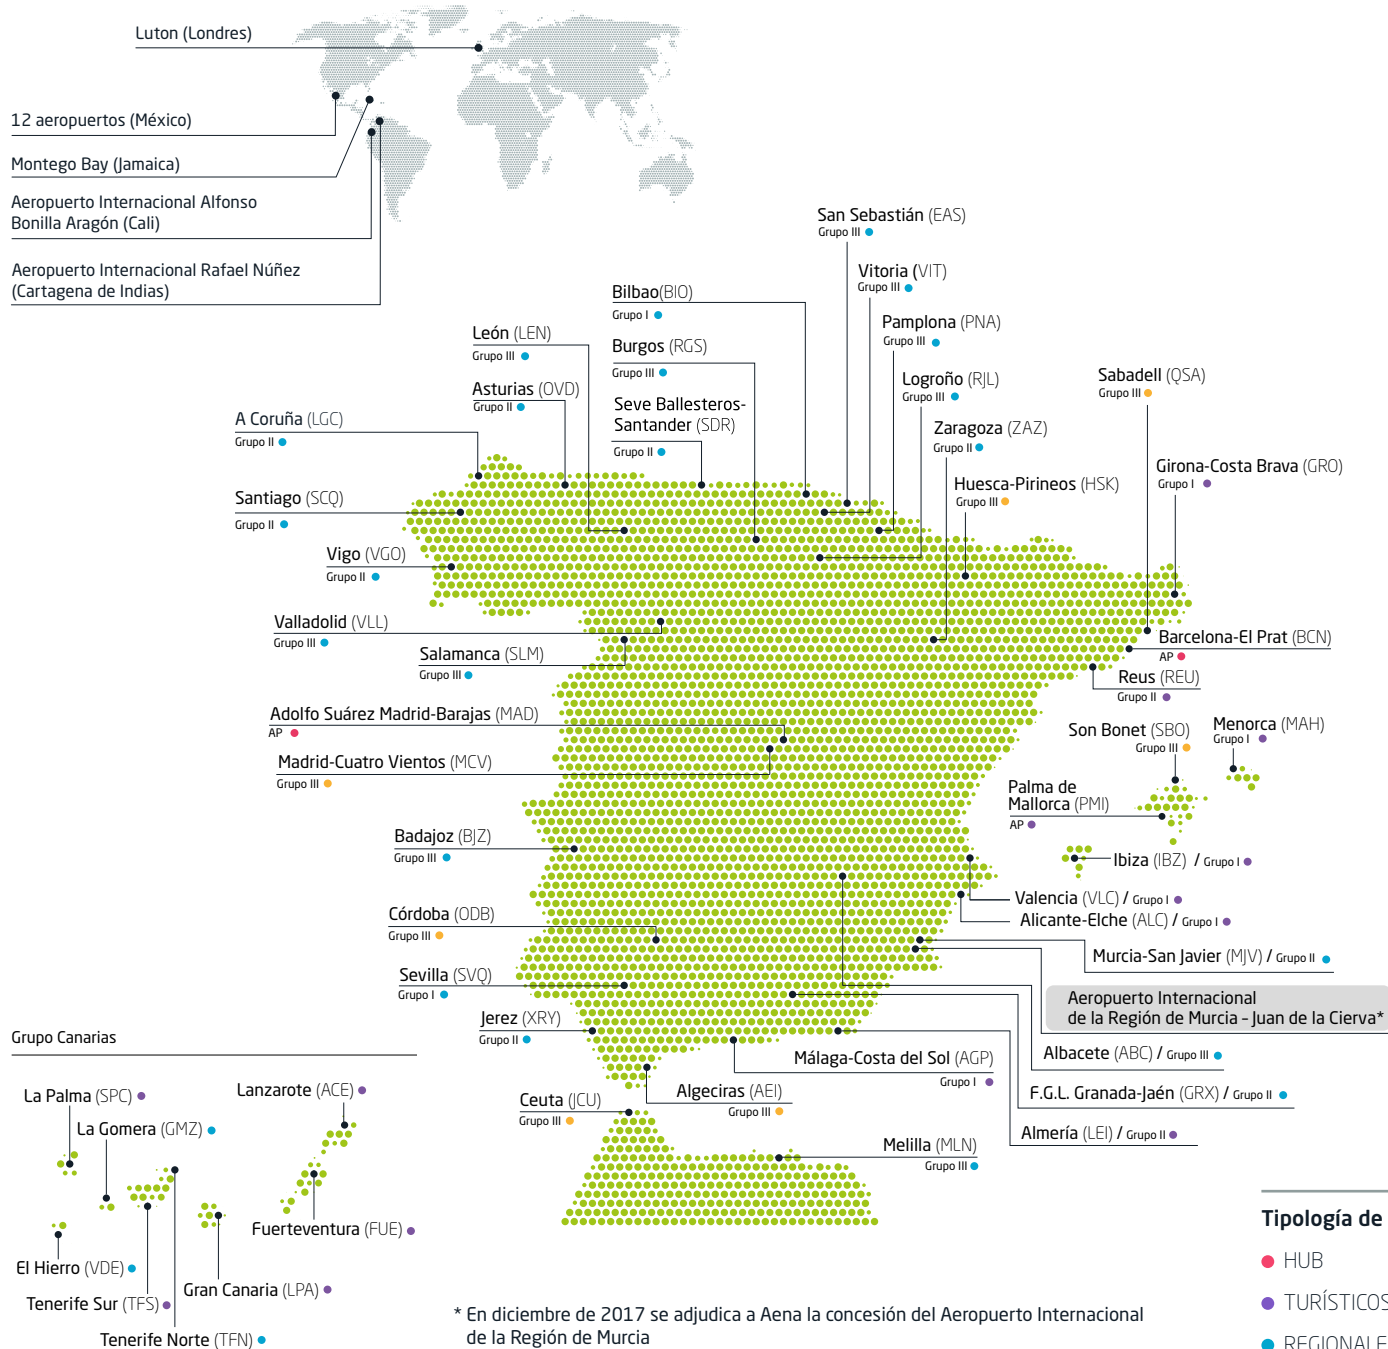 Luton (Londres)
12 aeropuertos (México)
Montego Bay (Jamaica)
Aeropuerto Internacional Alfonso
Bonilla Aragón (Cali)
Aeropuerto Internacional Rafael Núñez
(Cartagena de Indias)
San Sebastián (EAS)
Grupo III
Vitoria (VIT)
Grupo III
Bilbao(BIO)
Grupo I
Pamplona (PNA)
Grupo III
León (LEN)
Grupo III
Burgos (RGS)
Grupo III
Logroño (RJL)
Grupo III
Sabadell (QSA)
Grupo III
Asturias (OVD)
Grupo II
Seve Ballesteros-
Santander (SDR)
Grupo II
A Coruña (LGC)
Grupo II
Zaragoza (ZAZ)
Grupo II
Girona-Costa Brava (GRO)
Grupo I
Huesca-Pirineos (HSK)
Grupo III
Santiago (SCQ)
Grupo II
Vigo (VGO)
Grupo II
Valladolid (VLL)
Grupo III
Salamanca (SLM)
Grupo III
Barcelona-El Prat (BCN)
AP
Reus (REU)
Grupo II
Adolfo Suárez Madrid-Barajas (MAD)
AP
Madrid-Cuatro Vientos (MCV)
Grupo III
Son Bonet (SBO)
Grupo III
Menorca (MAH)
Grupo I
Palma de
Mallorca (PMI)
AP
Badajoz (BJZ)
Grupo III
Ibiza (IBZ) / Grupo I
Valencia (VLC) / Grupo I
Alicante-Elche (ALC) / Grupo I
Córdoba (ODB)
Grupo III
Murcia-San Javier (MJV) / Grupo II
Sevilla (SVQ)
Grupo I
Aeropuerto Internacional
de la Región de Murcia - Juan de la Cierva*
Jerez (XRY)
Grupo II
Albacete (ABC) / Grupo III
Málaga-Costa del Sol (AGP)
Grupo I
F.G.L. Granada-Jaén (GRX) / Grupo II
Algeciras (AEI)
Grupo III
Ceuta (JCU)
Grupo III
Almería (LEI) / Grupo II
Melilla (MLN)
Grupo III
Grupo Canarias
La Palma (SPC)
Lanzarote (ACE)
La Gomera (GMZ)
Fuerteventura (FUE)
El Hierro (VDE)
Gran Canaria (LPA)
Tenerife Sur (TFS)
Tenerife Norte (TFN)
* En diciembre de 2017 se adjudica a Aena la concesión del Aeropuerto Internacional
de la Región de Murcia
Tipología de
HUB
TURÍSTICOS
REGIONALE